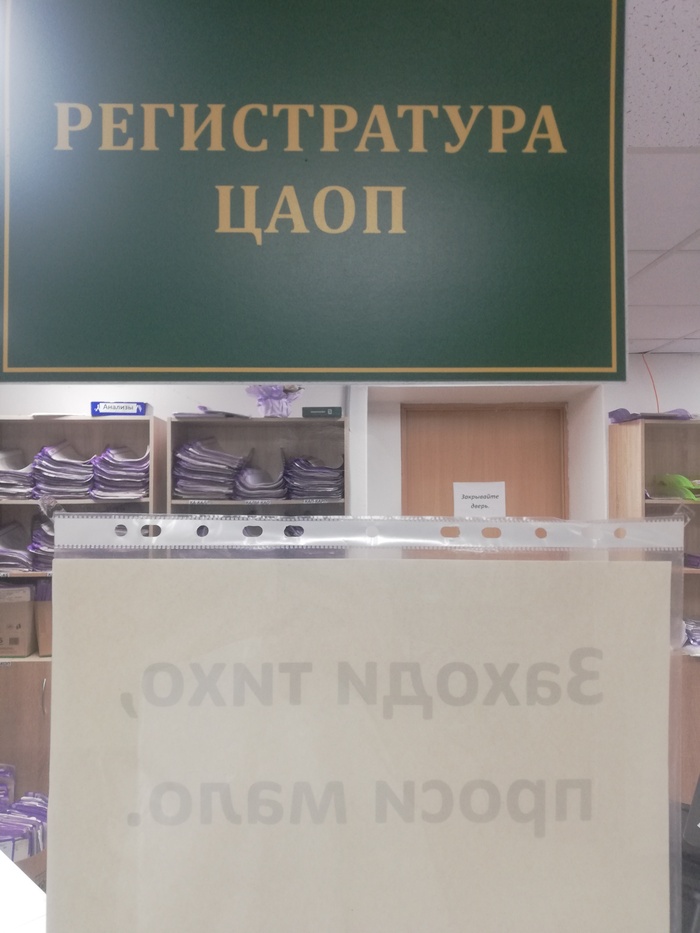 РЕГИСТРАТУРА
ЦАОП
Анализы
Закрывайте
дверь.
Заходи тихо,
проси мало.